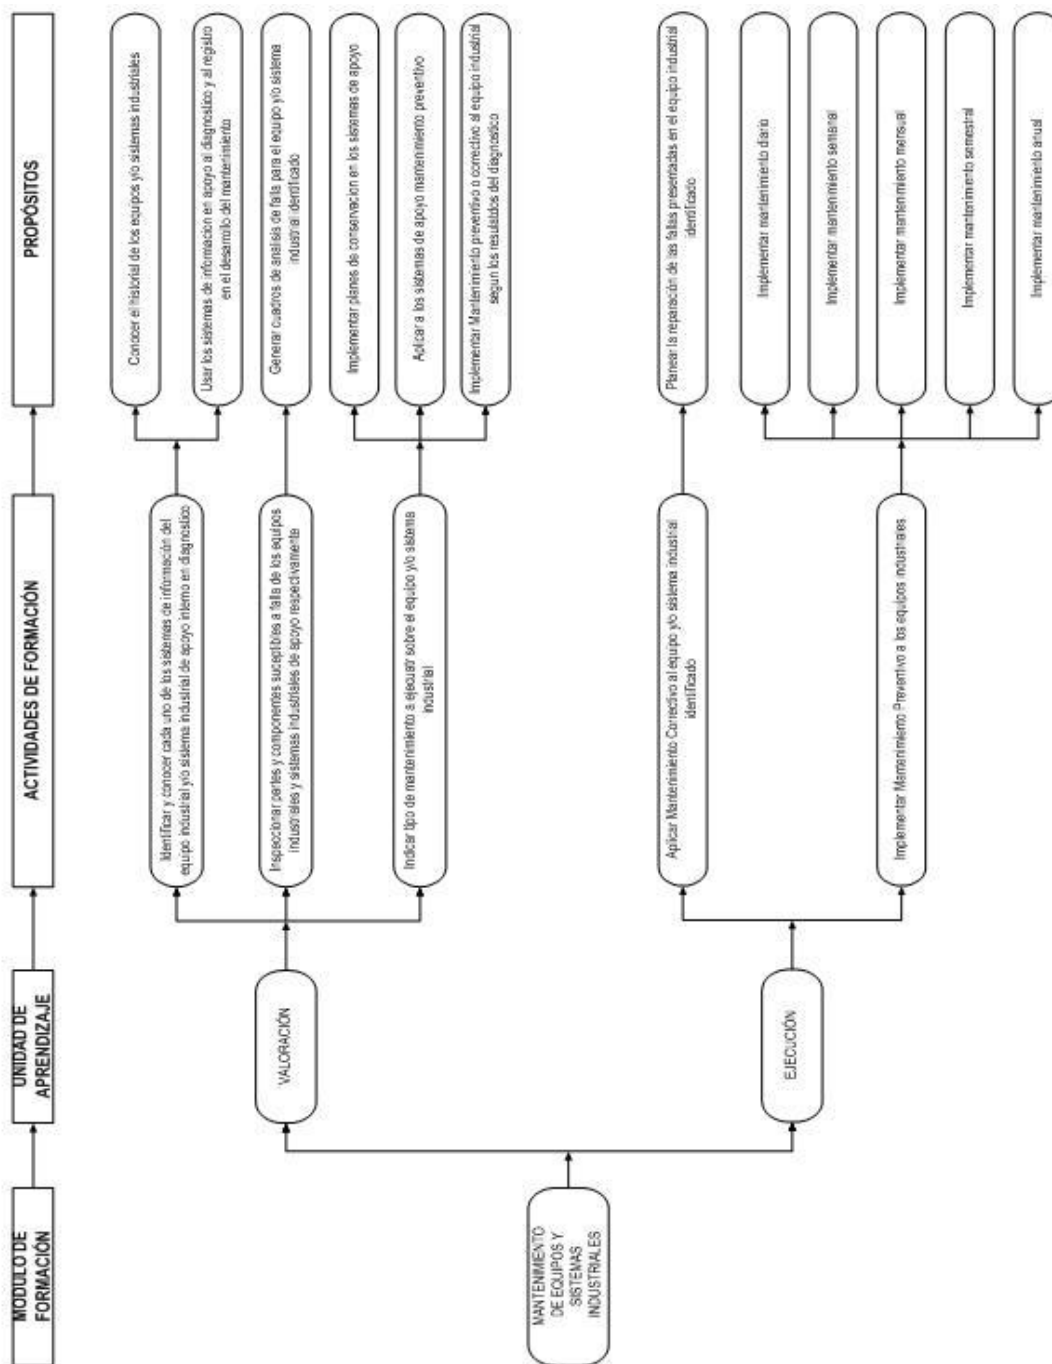 MODULO DE
FORMACIÓN
UNIDAD DE
APRENDIZAJE
ACTIVIDADES DE FORMACIÓN
PROPÓSITOS
MANTENIMIENTO
DE EQUIPOS Y
SISTEMAS
INDUSTRIALES
VALORACIÓN
EJECUCIÓN
Identificar y conocer cada uno de los sistemas de información del
equipo industrial y/o sistema industrial de apoyo interno en diagnostico
Inspeccionar partes y componentes suceptibles a falla de los equipos
industriales y sistemas industriales de apoyo respectivamente
Indicar tipo de mantenimiento a ejecuatr sobre el equipo y/o sistema
industrial
Aplicar Mantenimiento Correctivo al equipo y/o sistema industrial
identificado
Implementar Mantenimiento Preventivo a los equipos industriales
Conocer el historial de los equipos y/o sistemas industriales
Usar los sistemas de informacion en apoyo al diagnostico y al registro
en el desarrollo del mantenimiento
Generar cuadros de analisis de falla para el equipo y/o sistema
industrial identificado
Implementar planes de conservacion en los sistemas de apoyo
Aplicar a los sistemas de apoyo mantenimiento preventivo
Implementar Mantenimiento preventivo o correctivo al equipo industrial
segun los resulatdos del diagnostico
Planear la reparación de las fallas presentadas en el equipo industrial
identificado
Implementar mantenimiento diario
Implementar mantenimiento semanal
Implementar mantenimiento mensual
Implementar mantenimiento semestral
Implementar mantenimiento anual